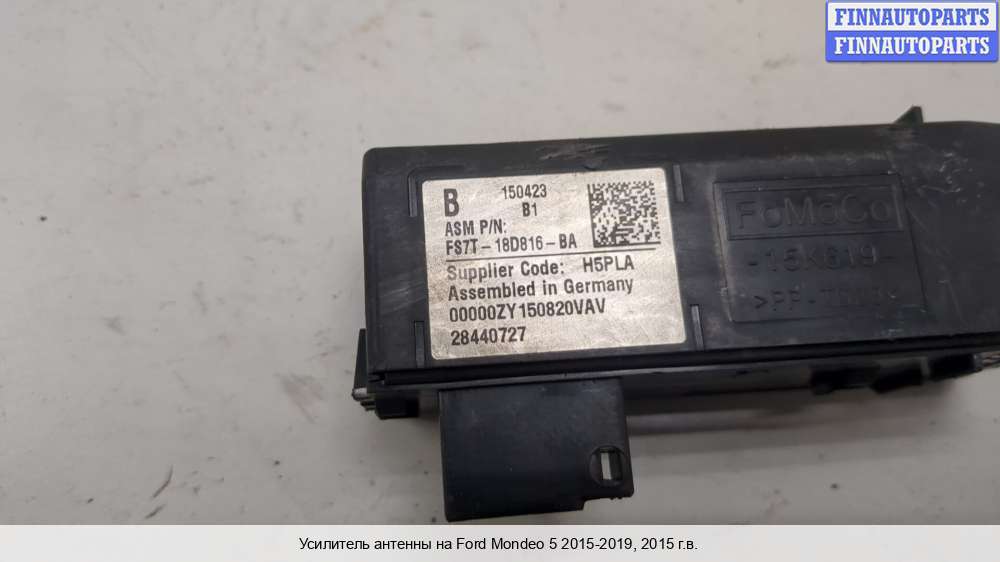 FINNAUTOPARTS
FINNAUTOPARTS
B 150423
B1
ASM P/N:
FS7T-18D816-BA
Supplier Code: H5PLA
Assembled in Germany
00000ZY150820VAV
28440727
FoMoCo
-15K619-
Усилитель антенны на Ford Mondeo 5 2015-2019, 2015 г.в.